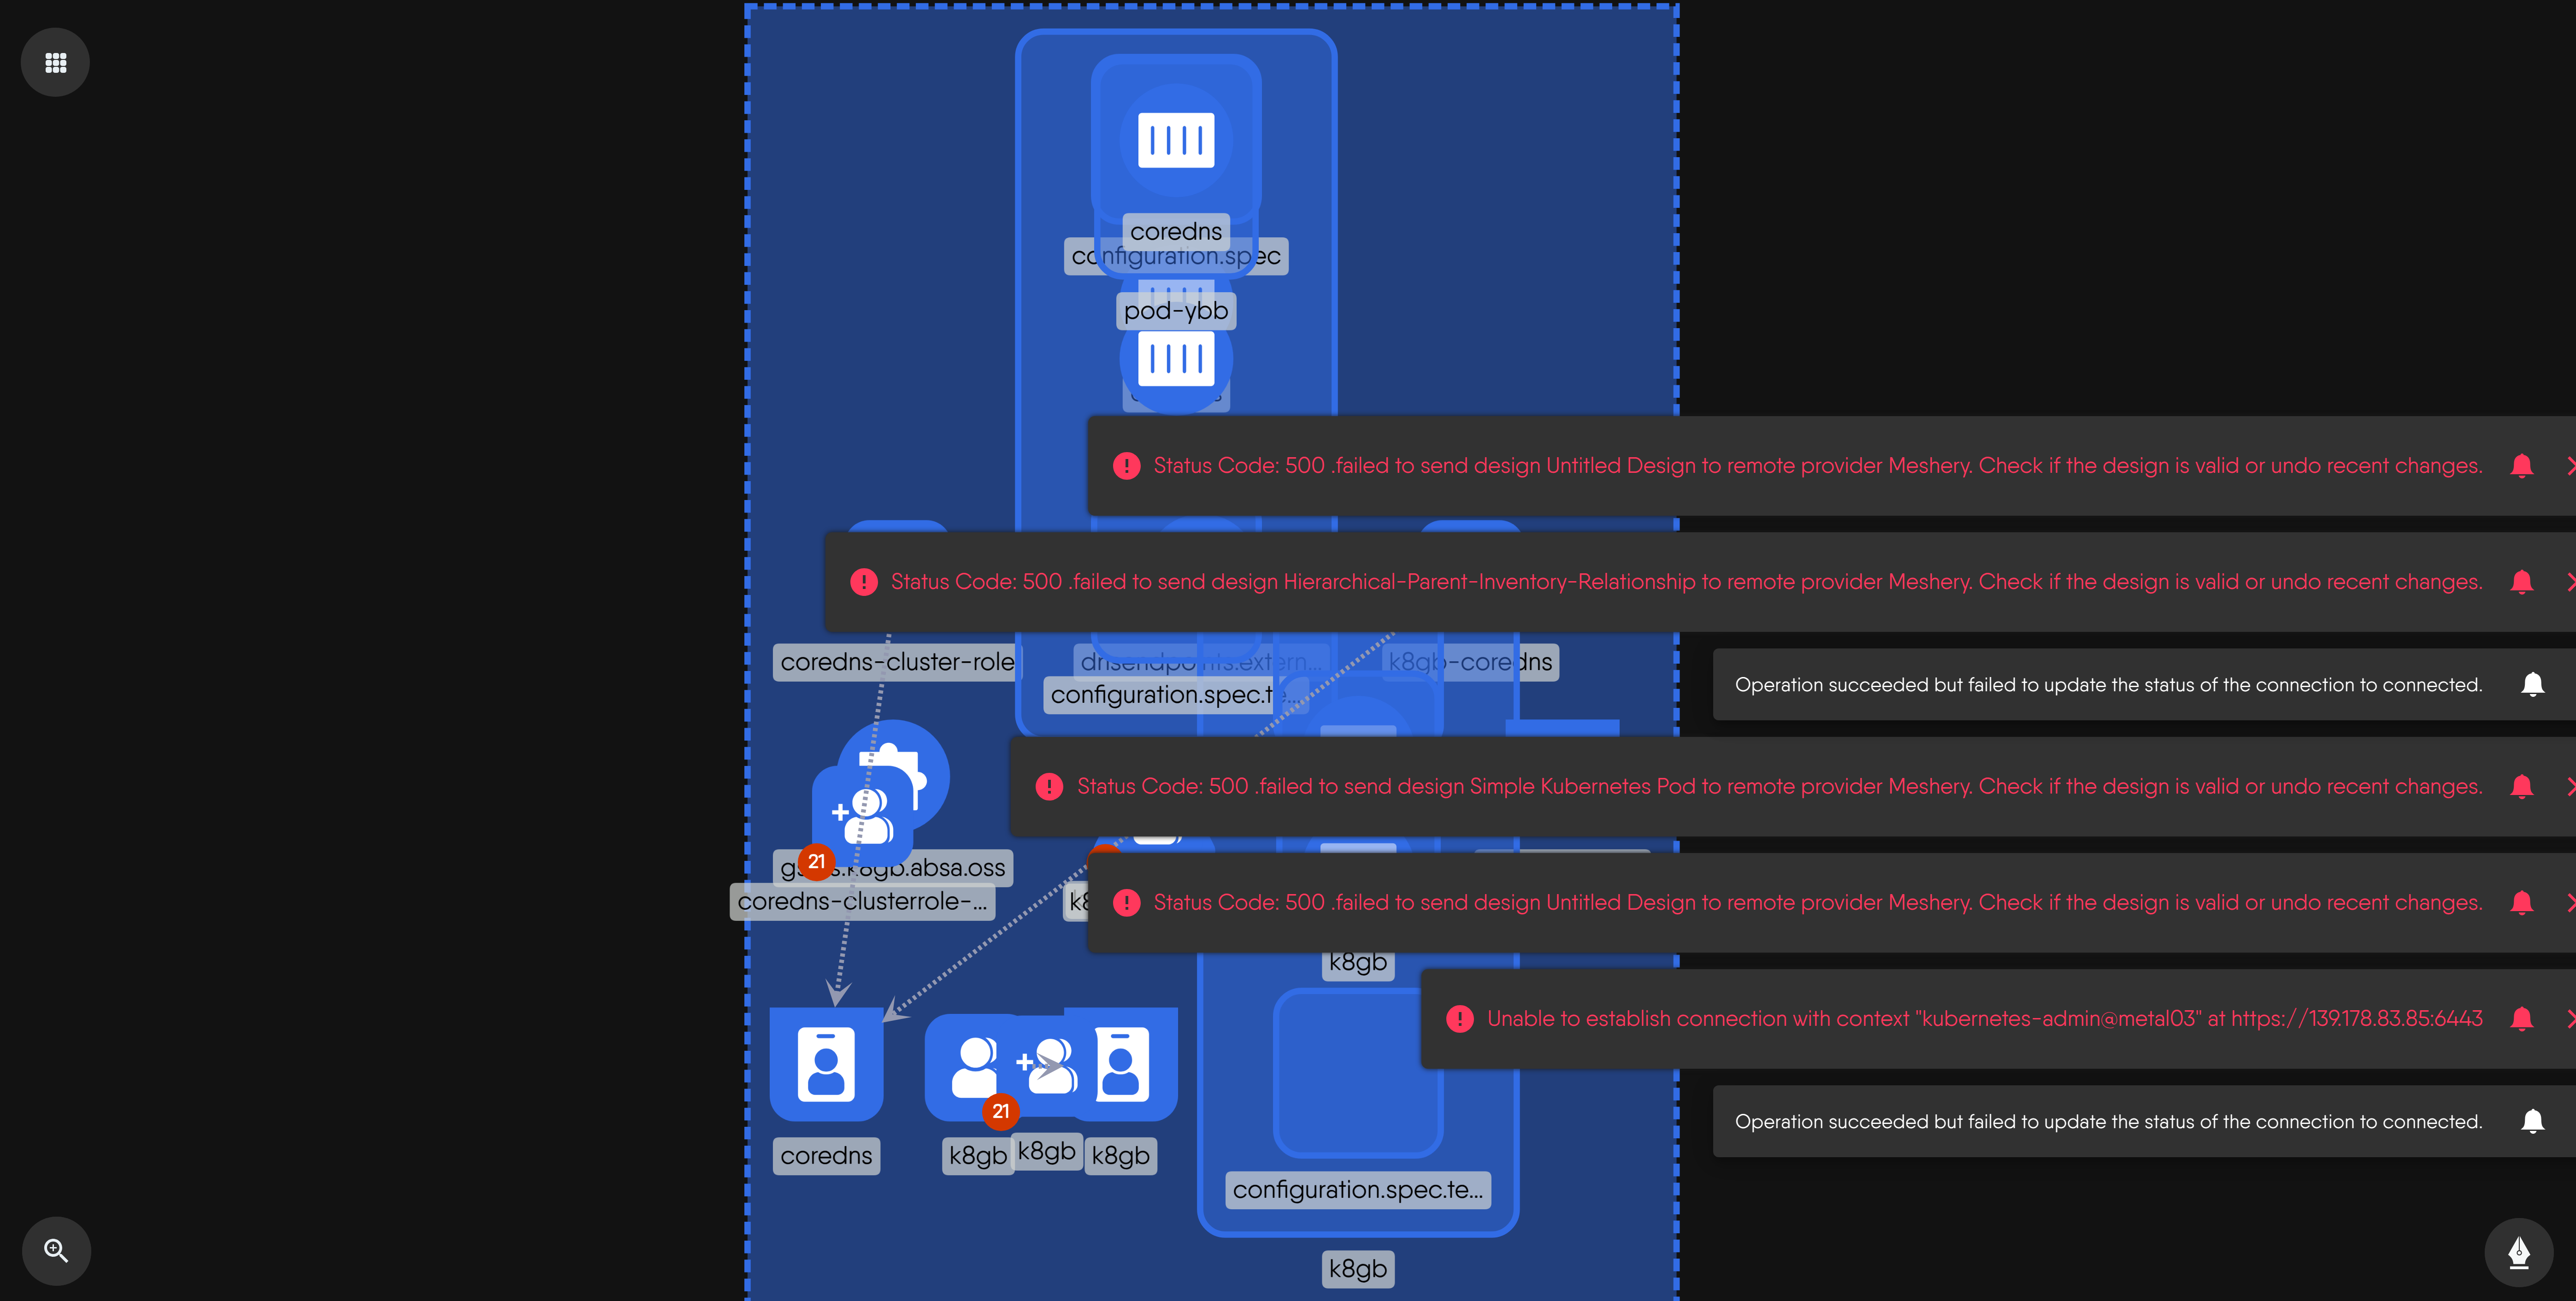 coredns
configuration.spec
pod-ybb
Status Code: 500 .failed to send design Untitled Design to remote provider Meshery. Check if the design is valid or undo recent changes.
Status Code: 500 .failed to send design Hierarchical-Parent-Inventory-Relationship to remote provider Meshery. Check if the design is valid or undo recent changes.
coredns-cluster-role
dnsendpoints.extern...
k8gb-coredns
Operation succeeded but failed to update the status of the connection to connected.
configuration.spec.te...
Status Code: 500 .failed to send design Simple Kubernetes Pod to remote provider Meshery. Check if the design is valid or undo recent changes.
21
.k8gb.absa.oss
coredns-clusterrole-...
k8
Status Code: 500 .failed to send design Untitled Design to remote provider Meshery. Check if the design is valid or undo recent changes.
k8gb
Unable to establish connection with context "kubernetes-admin@metal03" at https://139.178.83.85:6443
21
Operation succeeded but failed to update the status of the connection to connected.
coredns
k8gb
k8gb
k8gb
configuration.spec.te...
k8gb